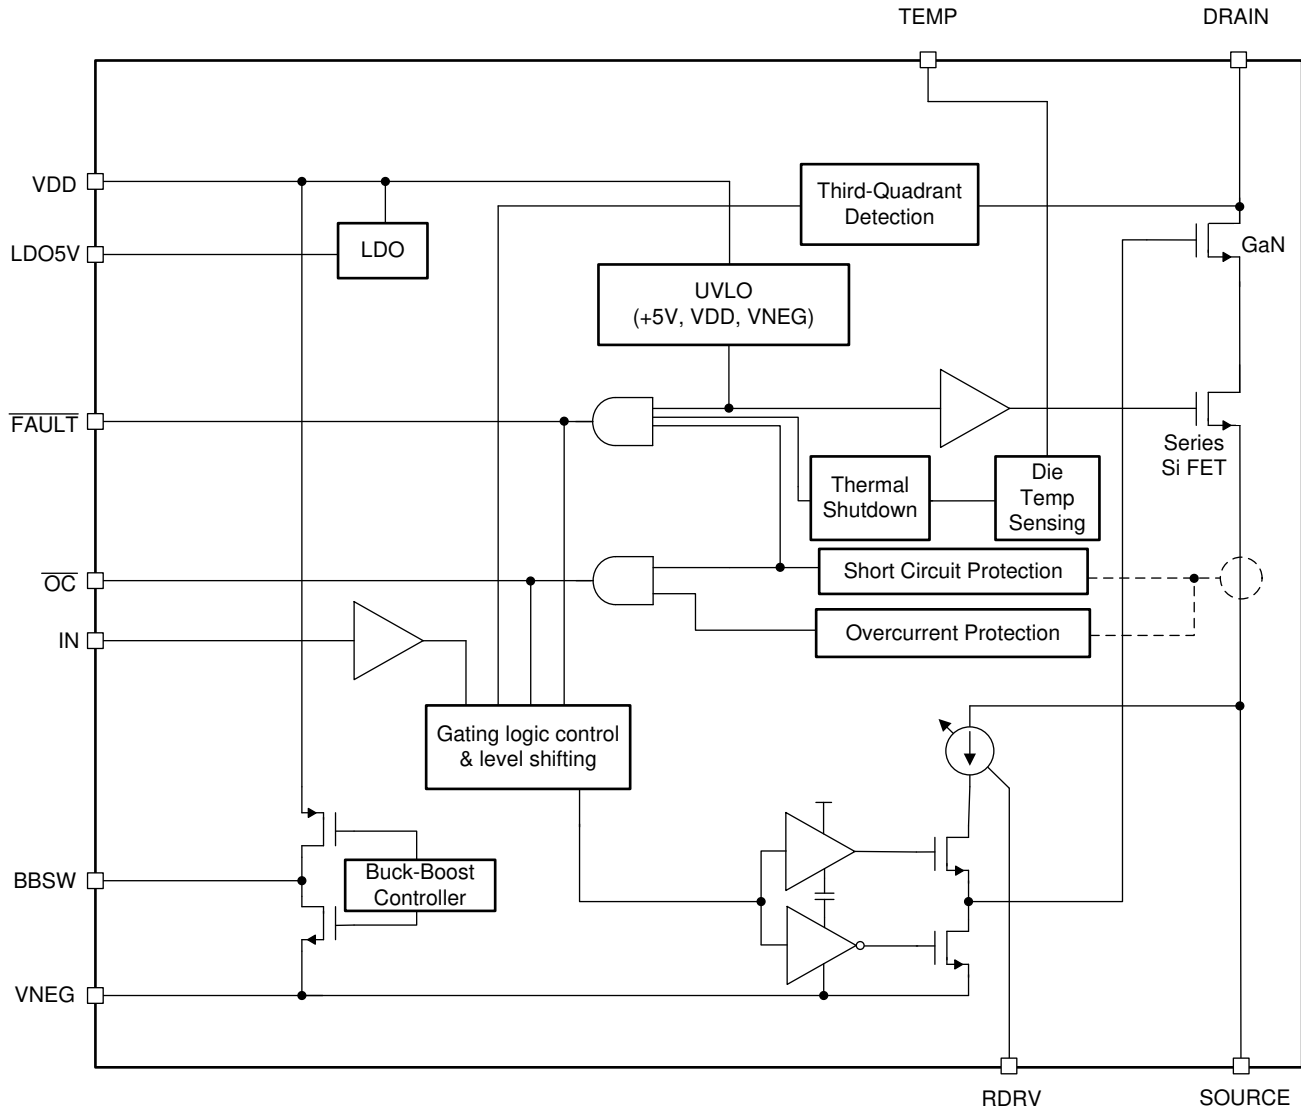 TEMP
DRAIN
VDD
Third-Quadrant
Detection
LDO5V
LDO
GaN
UVLO
(+5V, VDD, VNEG)
FAULT
Series
Si FET
Thermal
Shutdown
Die
Temp
Sensing
OC
Short Circuit Protection
IN
Overcurrent Protection
Gating logic control
& level shifting
BBSW
Buck-Boost
Controller
VNEG
RDRV
SOURCE